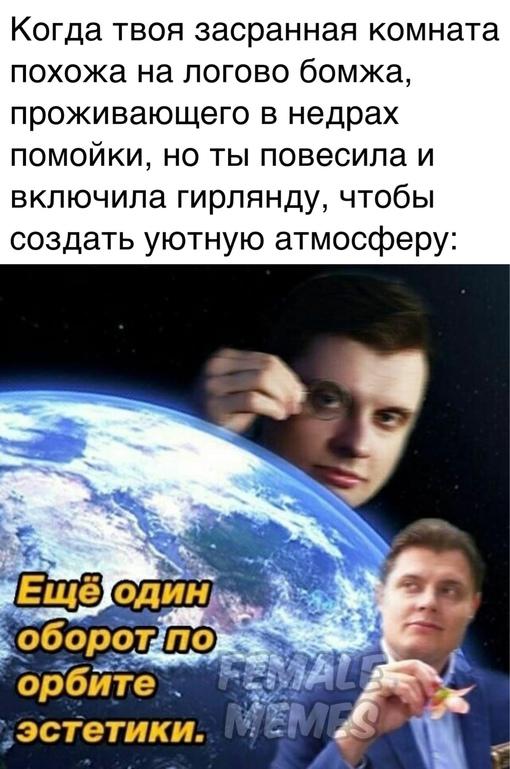 Когда твоя засранная комната
похожа на логово бомжа,
проживающего в недрах
помойки, но ты повесила и
включила гирлянду, чтобы
создать уютную атмосферу:
Ещё один
оборот по
орбите
эстетики.
FEMALE
MEMES